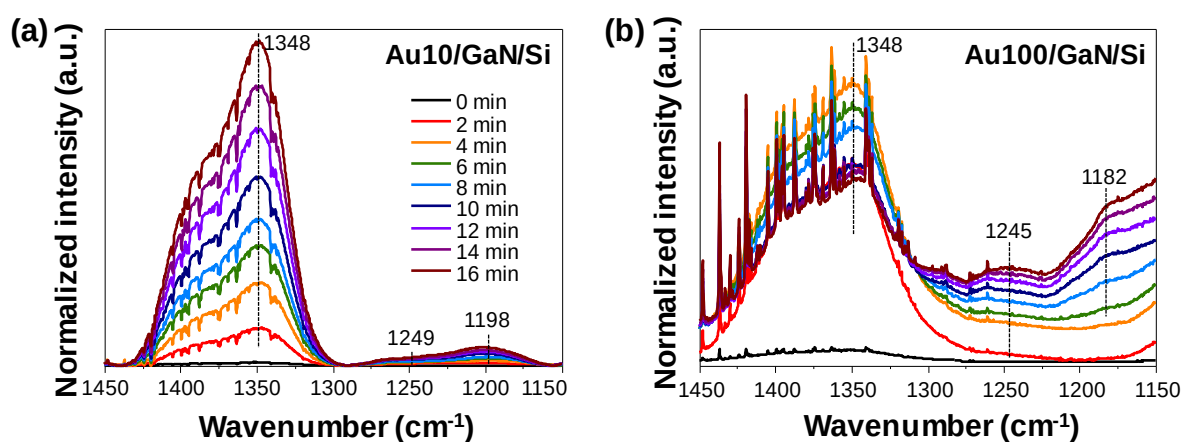 (a)
Normalized intensity (a.u.)
1348
Au10/GaN/Si
0 min
2 min
4 min
6 min
8 min
10 min
12 min
14 min
16 min
1249
1198
1450 1400 1350 1300 1250 1200 1150
Wavenumber (cm⁻¹)
(b)
Normalized intensity (a.u.)
1348
Au100/GaN/Si
1182
1245
1450 1400 1350 1300 1250 1200 1150
Wavenumber (cm⁻¹)